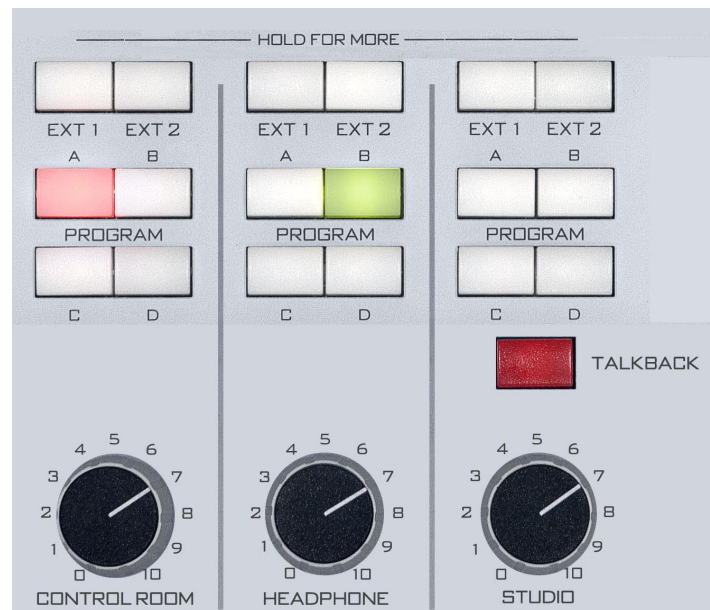 HOLD FOR MORE
EXT 1 EXT 2 EXT 1 EXT 2 EXT 1 EXT 2
A B A B A B
PROGRAM PROGRAM PROGRAM
C D C D C D
TALKBACK
4 5 6 4 5 6 4 5 6
3 7 3 7 3 7
2 8 2 8 2 8
1 9 1 9 1 9
0 10 0 10 0 10
CONTROL ROOM HEADPHONE STUDIO